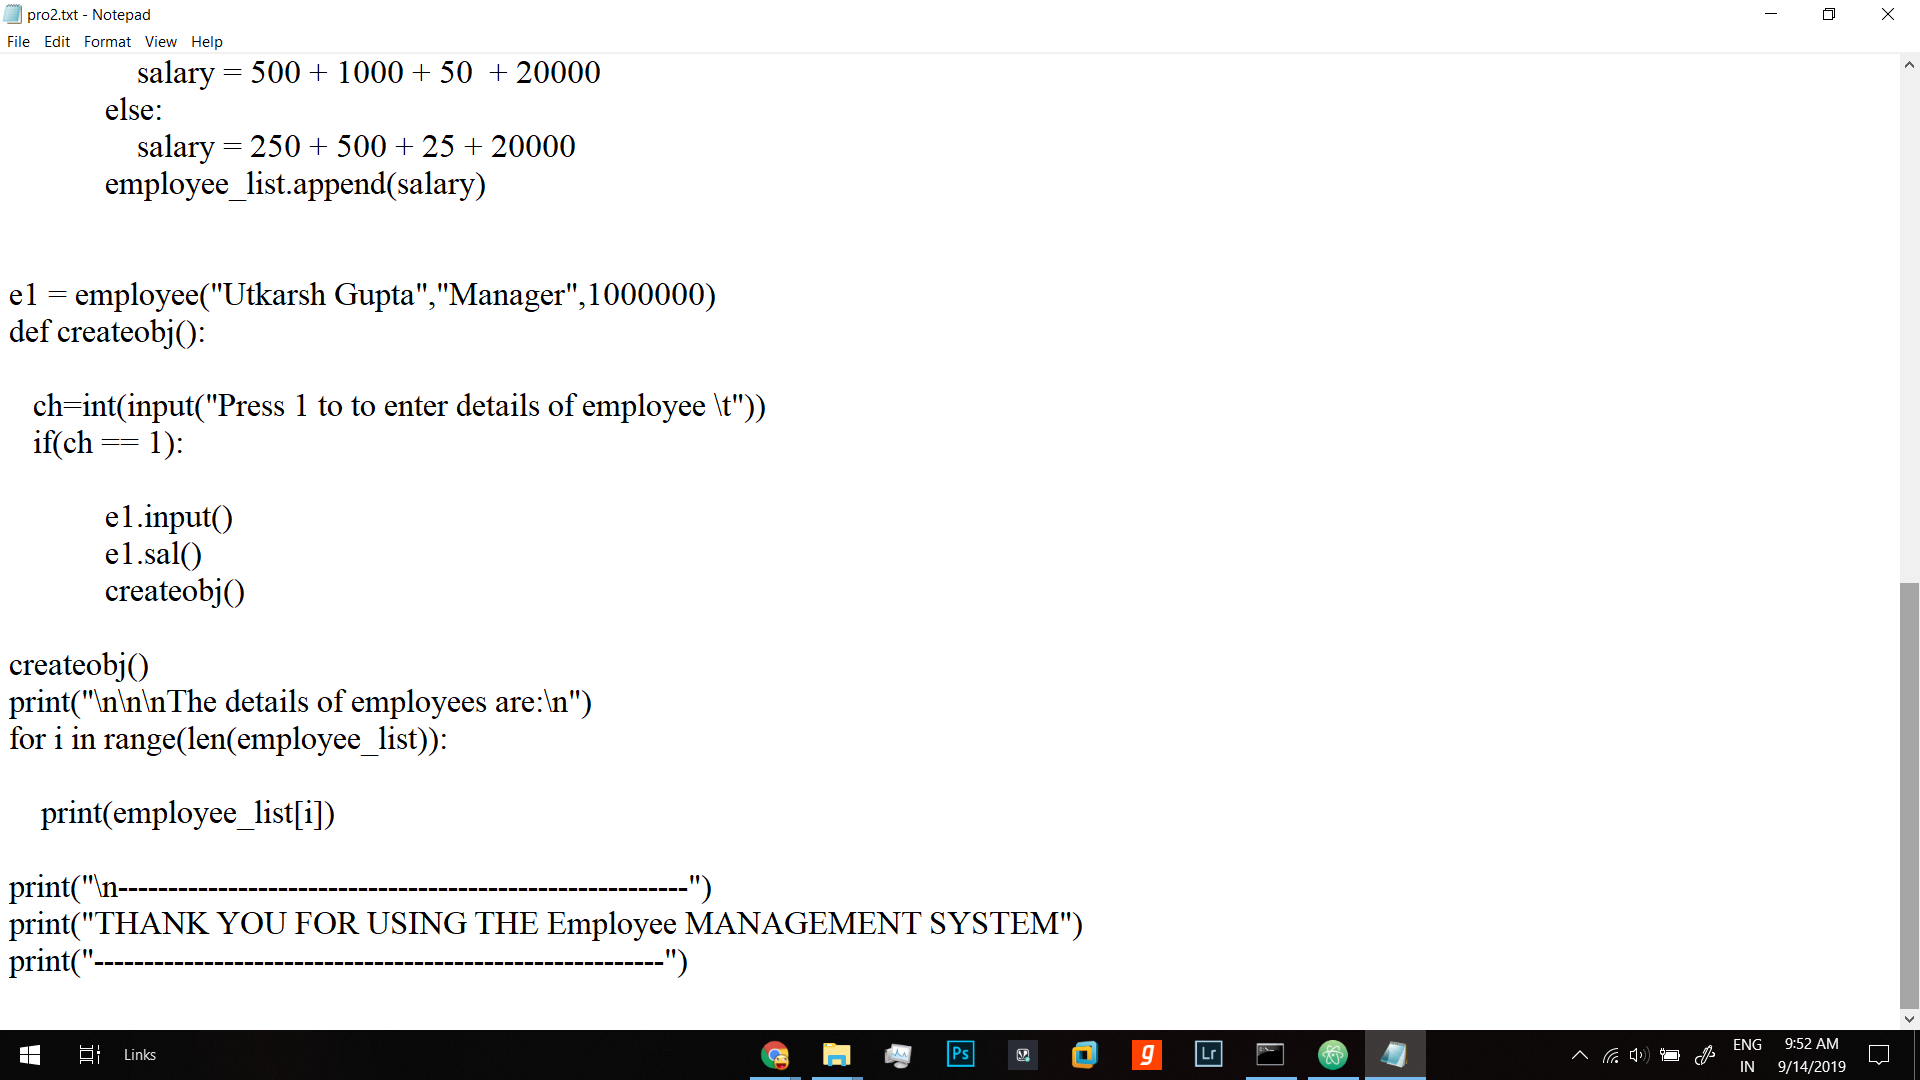 pro2.txt - Notepad
File Edit Format View Help
salary = 500 + 1000 + 50  + 20000
else:
salary = 250 + 500 + 25 + 20000
employee_list.append(salary)
e1 = employee("Utkarsh Gupta","Manager",1000000)
def createobj():
ch=int(input("Press 1 to to enter details of employee \t"))
if(ch == 1):
e1.input()
e1.sal()
createobj()
createobj()
print("\n\n\nThe details of employees are:\n")
for i in range(len(employee_list)):
print(employee_list[i])
print("\n---------------------------------------------------------")
print("THANK YOU FOR USING THE Employee MANAGEMENT SYSTEM")
print("---------------------------------------------------------")
Links
Ps
g
Lr
ENG
IN
9:52 AM
9/14/2019